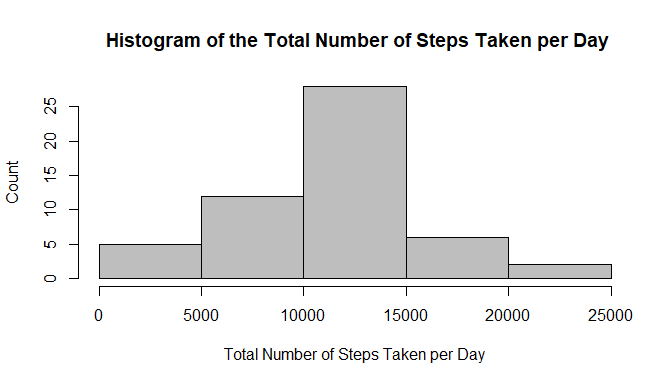 Histogram of the Total Number of Steps Taken per Day
Count
25
20
15
10
5
0
0 5000 10000 15000 20000 25000
Total Number of Steps Taken per Day